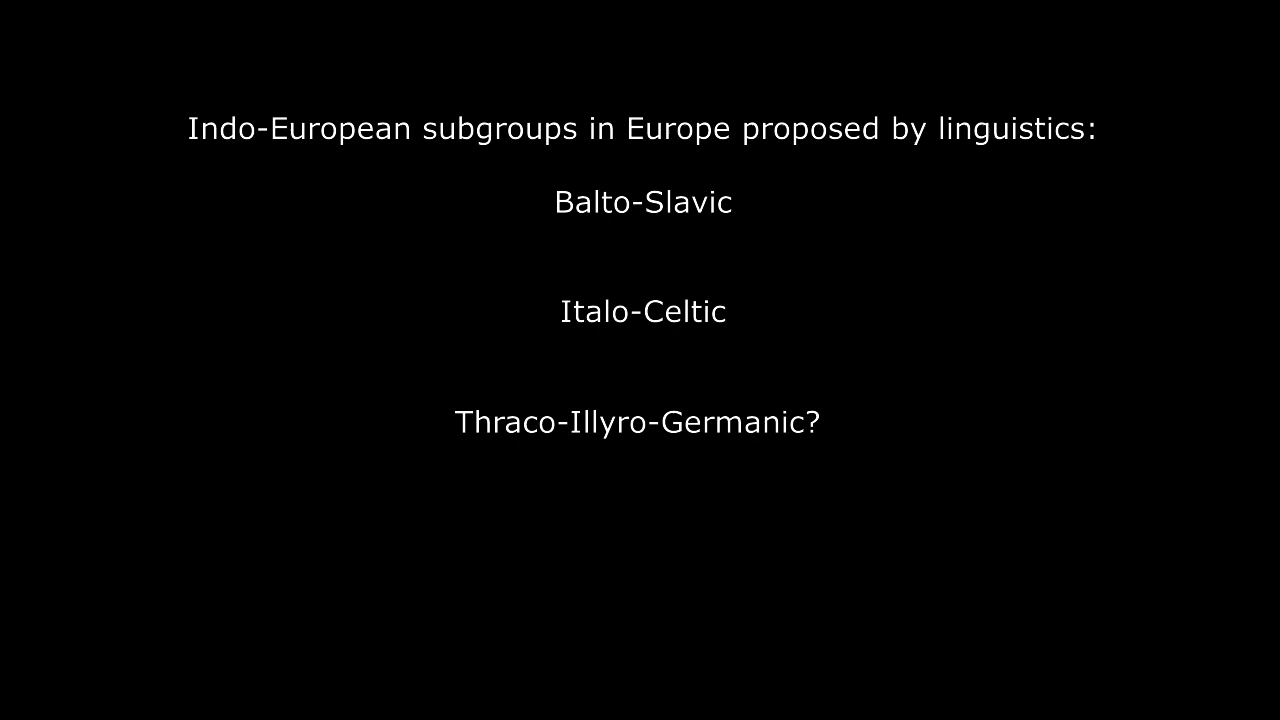 Indo-European subgroups in Europe proposed by linguistics:
Balto-Slavic
Italo-Celtic
Thraco-Illyro-Germanic?